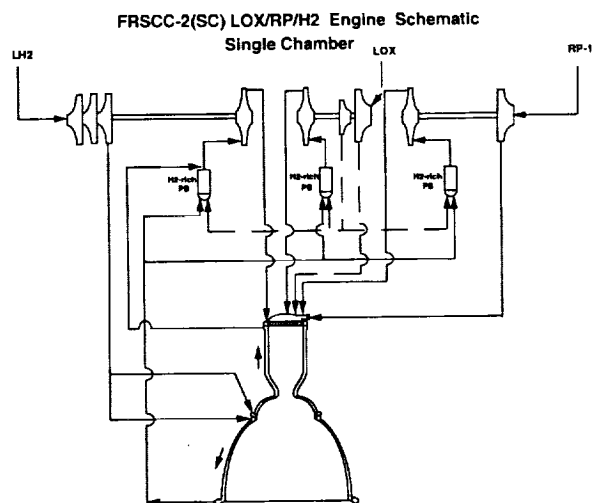 FRSCC-2(SC) LOX/RP/H2 Engine Schematic
Single Chamber
LH2
LOX
RP-1
H2-rich
PB
H2-rich
PB
H2-rich
PB